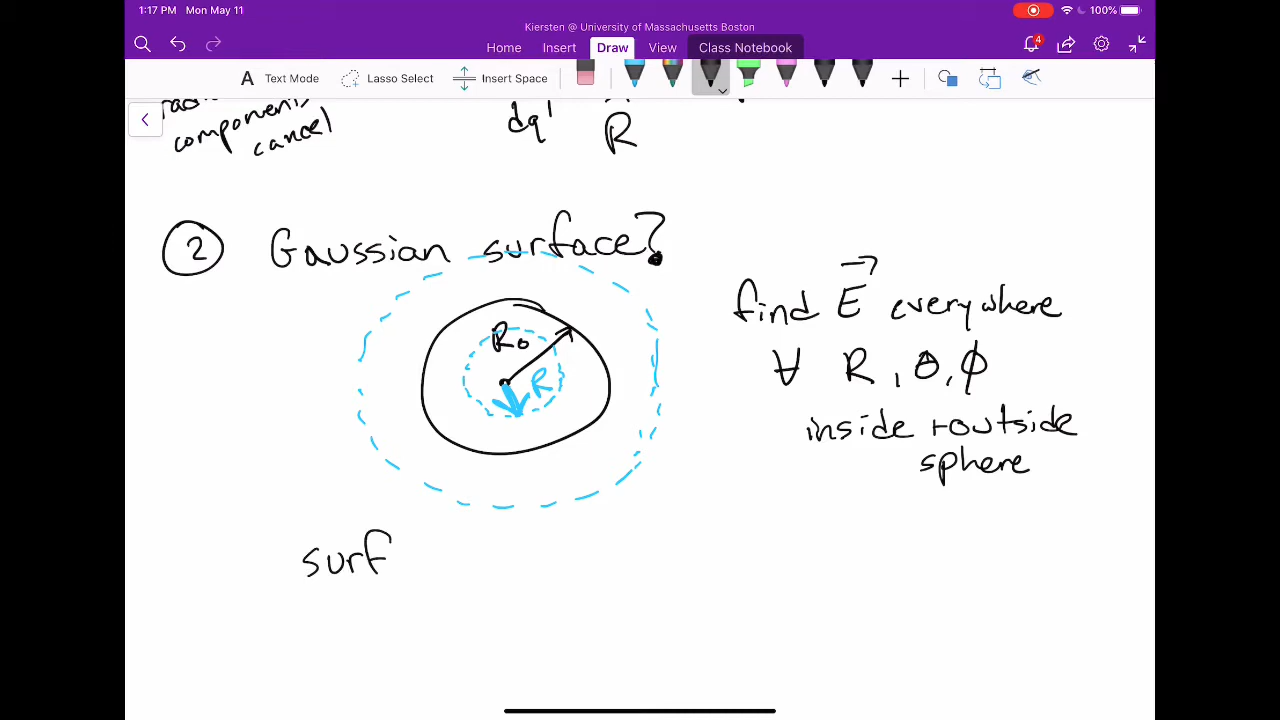 1:17 PM Mon May 11
100%
Kiersten @ University of Massachusetts Boston
Home Insert Draw View Class Notebook
4
A Text Mode Lasso Select Insert Space
components
cancel
dq'
R
2 Gaussian surface?
find E⃗ everywhere
∀ R, θ, ϕ
inside + outside
sphere
R₀
R
surf